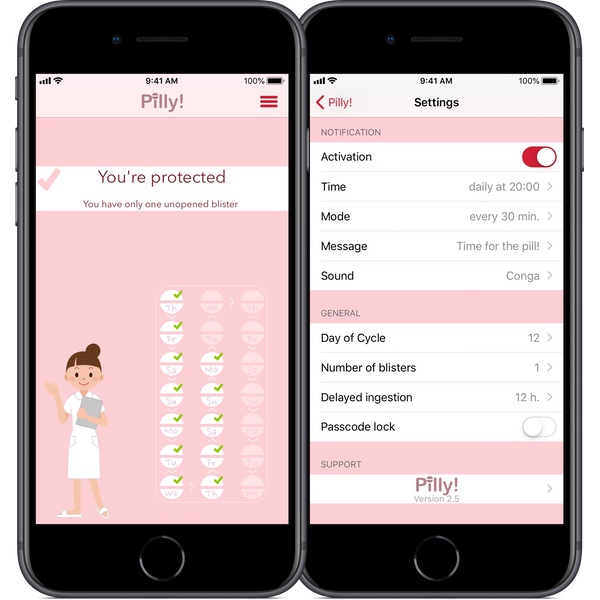 9:41 AM
100%
Pilly!
You're protected
You have only one unopened blister
Th
Fr
Sa Mo
Su Su
Mo
Tu Fr
We Th
9:41 AM
100%
Pilly!
Settings
NOTIFICATION
Activation
Time daily at 20:00
Mode every 30 min.
Message Time for the pill!
Sound Conga
GENERAL
Day of Cycle 12
Number of blisters 1
Delayed ingestion 12 h.
Passcode lock
SUPPORT
Pilly!
Version 2.5